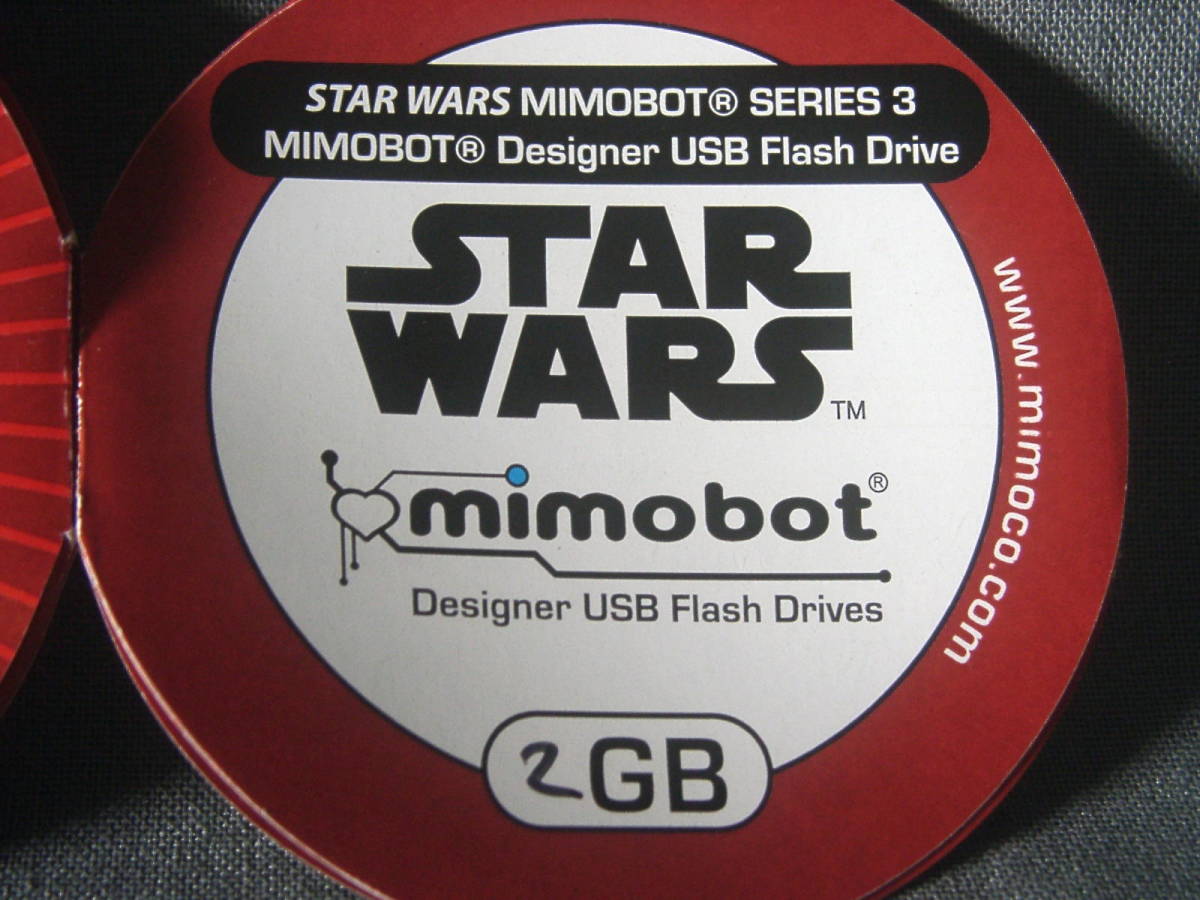 STAR WARS MIMOBOT® SERIES 3
MIMOBOT® Designer USB Flash Drive
STAR
WARS
TM
mimobot®
Designer USB Flash Drives
2GB
www.mimoco.com